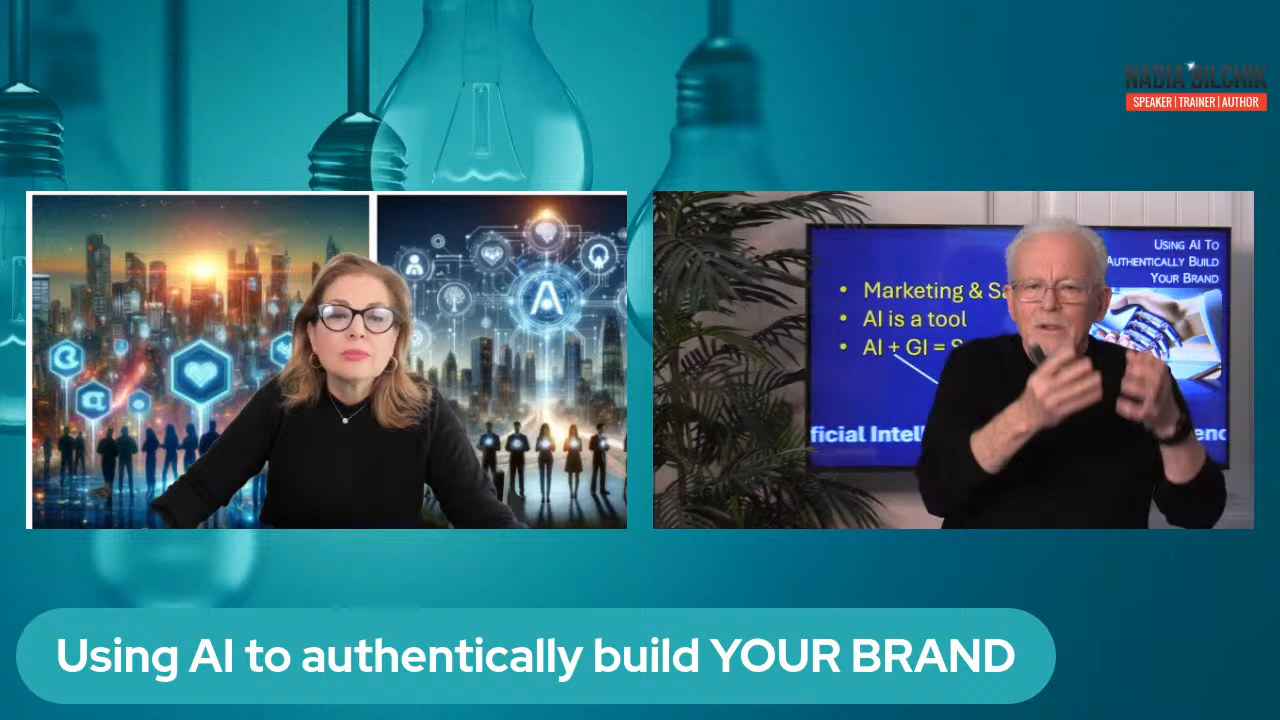 NADIA BILCHIK
SPEAKER | TRAINER | AUTHOR
USING AI TO
AUTHENTICALLY BUILD
YOUR BRAND
• Marketing &
• AI is a tool
• AI + GI =
ficial Intell
A
Using AI to authentically build YOUR BRAND